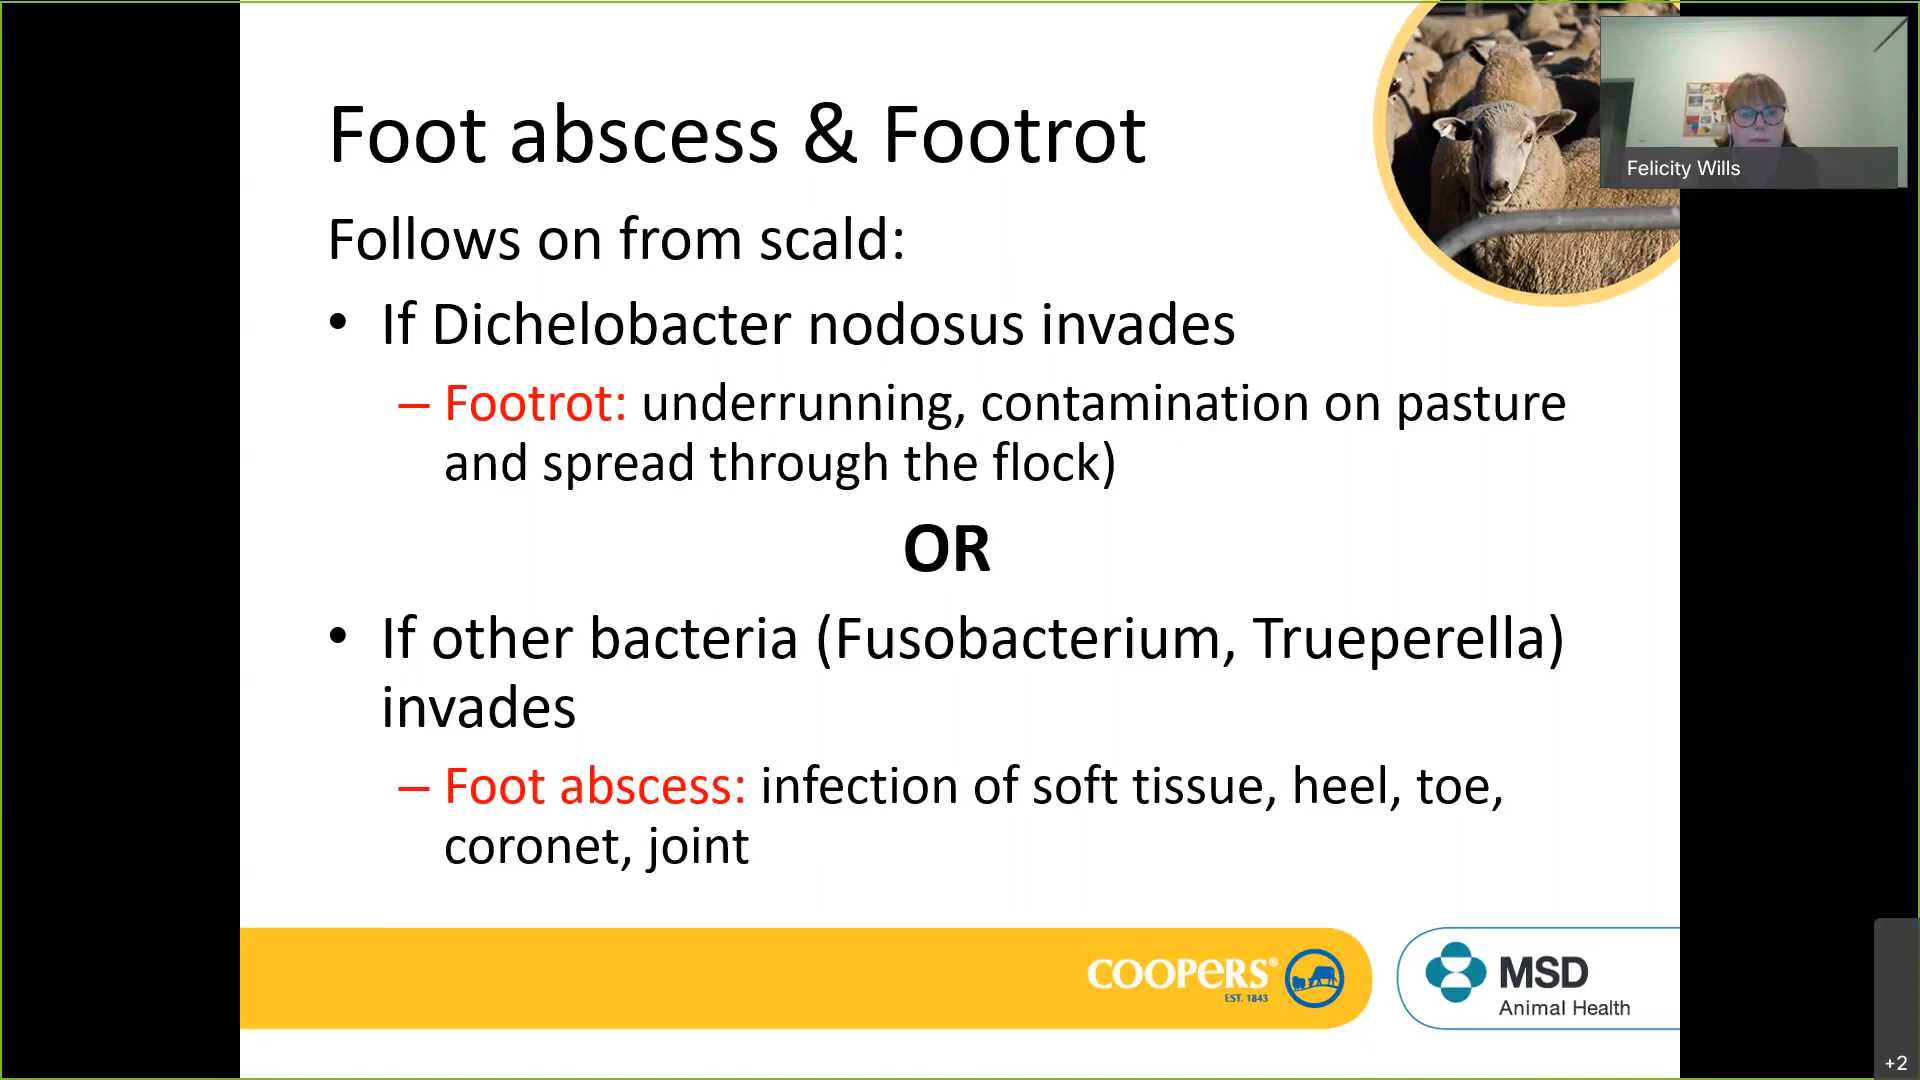 Foot abscess & Footrot
Felicity Wills
Follows on from scald:
• If Dichelobacter nodosus invades
– Footrot: underrunning, contamination on pasture
and spread through the flock)
OR
• If other bacteria (Fusobacterium, Trueperella)
invades
– Foot abscess: infection of soft tissue, heel, toe,
coronet, joint
COOPERS®
EST. 1843
MSD
Animal Health
+2